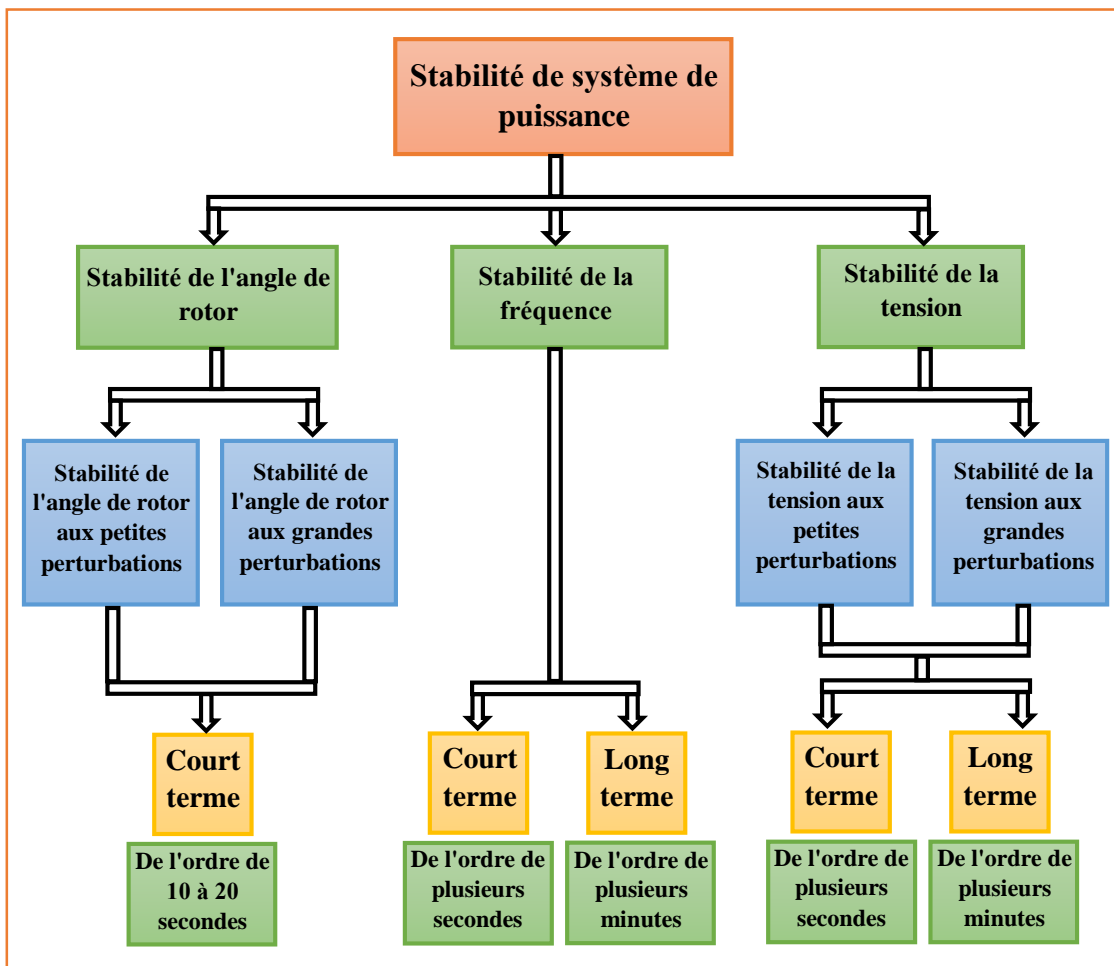 Stabilité de système de
puissance
Stabilité de l'angle de
rotor
Stabilité de la
fréquence
Stabilité de la
tension
Stabilité de
l'angle de rotor
aux petites
perturbations
Stabilité de
l'angle de rotor
aux grandes
perturbations
Stabilité de la
tension aux
petites
perturbations
Stabilité de la
tension aux
grandes
perturbations
Court
terme
Court
terme
Long
terme
Court
terme
Long
terme
De l'ordre de
10 à 20
secondes
De l'ordre de
plusieurs
secondes
De l'ordre de
plusieurs
minutes
De l'ordre de
plusieurs
secondes
De l'ordre de
plusieurs
minutes